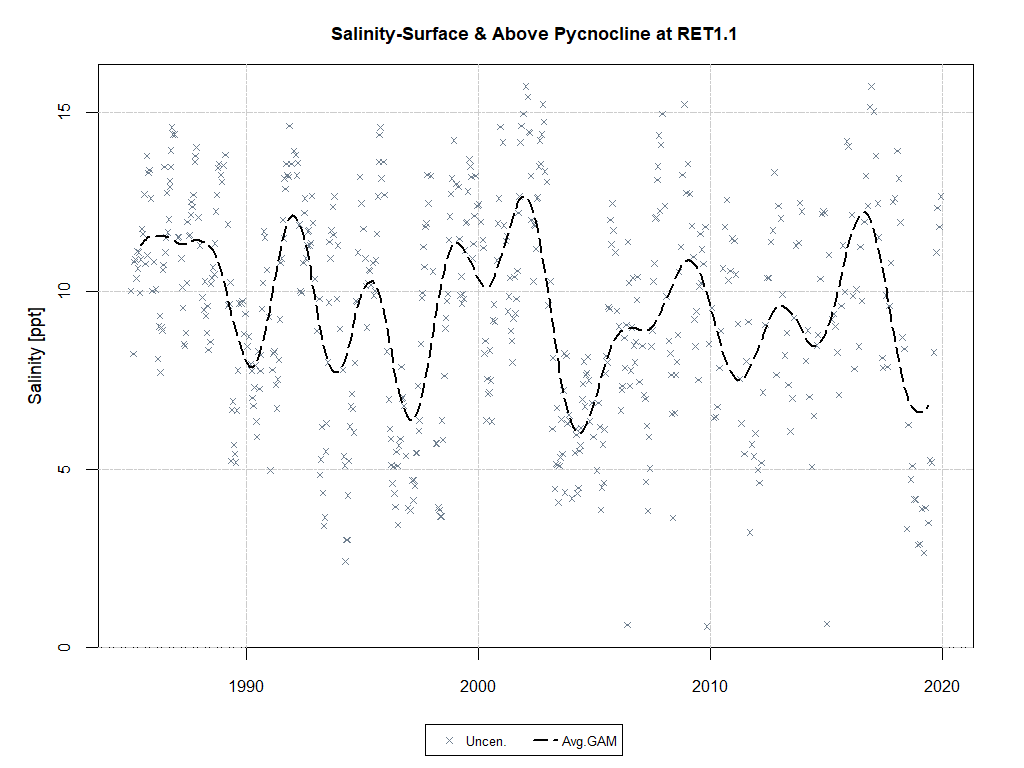 Salinity-Surface & Above Pycnocline at RET1.1
15
10
5
0
Salinity [ppt]
1990 2000 2010 2020
Uncen. Avg.GAM